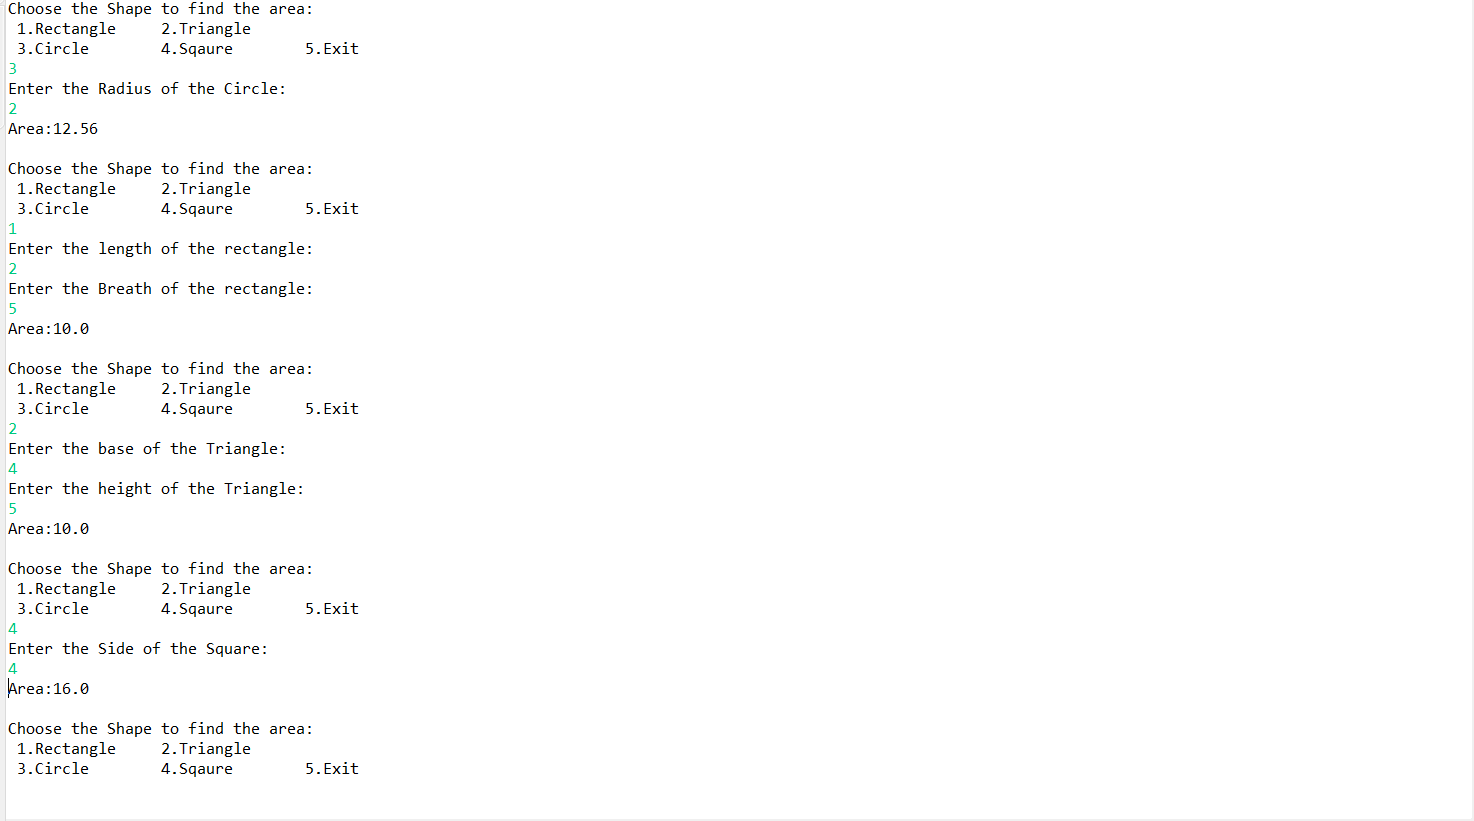 Choose the Shape to find the area:
1.Rectangle 2.Triangle
3.Circle 4.Sqaure 5.Exit
3
Enter the Radius of the Circle:
2
Area:12.56
Choose the Shape to find the area:
1.Rectangle 2.Triangle
3.Circle 4.Sqaure 5.Exit
1
Enter the length of the rectangle:
2
Enter the Breath of the rectangle:
5
Area:10.0
Choose the Shape to find the area:
1.Rectangle 2.Triangle
3.Circle 4.Sqaure 5.Exit
2
Enter the base of the Triangle:
4
Enter the height of the Triangle:
5
Area:10.0
Choose the Shape to find the area:
1.Rectangle 2.Triangle
3.Circle 4.Sqaure 5.Exit
4
Enter the Side of the Square:
4
Area:16.0
Choose the Shape to find the area:
1.Rectangle 2.Triangle
3.Circle 4.Sqaure 5.Exit